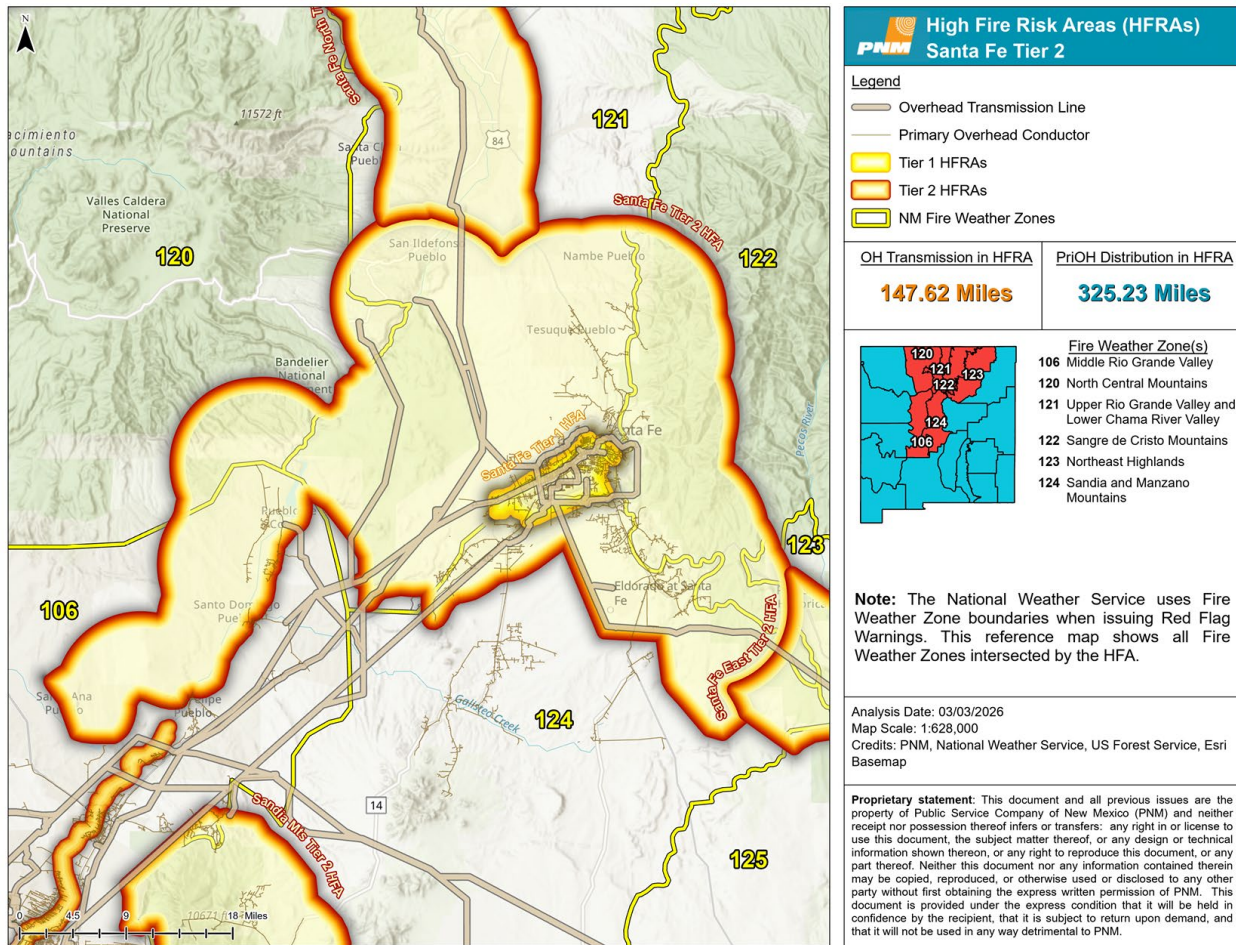 N
11572 ft
acimiento
ountains
Valles Caldera
National
Preserve
120
Santa Fe North T
84
121
Santa Fe Tier 2 HFA
122
San Ildefonso
Pueblo
Nambe Pueblo
Tesuque Pueblo
Bandelier
National
Santa Fe Tier 1 HFA
Pecos River
123
106
Santo Domingo
Eldorado at Santa
Fe
Santa Fe East Tier 2 HFA
Galisteo Creek
124
14
Sandia Mts Tier 2 HFA
125
10671 ft
0 4.5 9 18 Miles
PNM
High Fire Risk Areas (HFRAs)
Santa Fe Tier 2
Legend
Overhead Transmission Line
Primary Overhead Conductor
Tier 1 HFRAs
Tier 2 HFRAs
NM Fire Weather Zones
OH Transmission in HFRA
147.62 Miles
PriOH Distribution in HFRA
325.23 Miles
120
121
123
122
124
106
Fire Weather Zone(s)
106 Middle Rio Grande Valley
120 North Central Mountains
121 Upper Rio Grande Valley and
Lower Chama River Valley
122 Sangre de Cristo Mountains
123 Northeast Highlands
124 Sandia and Manzano
Mountains
Note: The National Weather Service uses Fire
Weather Zone boundaries when issuing Red Flag
Warnings. This reference map shows all Fire
Weather Zones intersected by the HFA.
Analysis Date: 03/03/2026
Map Scale: 1:628,000
Credits: PNM, National Weather Service, US Forest Service, Esri
Basemap
Proprietary statement: This document and all previous issues are the
property of Public Service Company of New Mexico (PNM) and neither
receipt nor possession thereof infers or transfers: any right in or license to
use this document, the subject matter thereof, or any design or technical
information shown thereon, or any right to reproduce this document, or any
part thereof. Neither this document nor any information contained therein
may be copied, reproduced, or otherwise used or disclosed to any other
party without first obtaining the express written permission of PNM. This
document is provided under the express condition that it will be held in
confidence by the recipient, that it is subject to return upon demand, and
that it will not be used in any way detrimental to PNM.